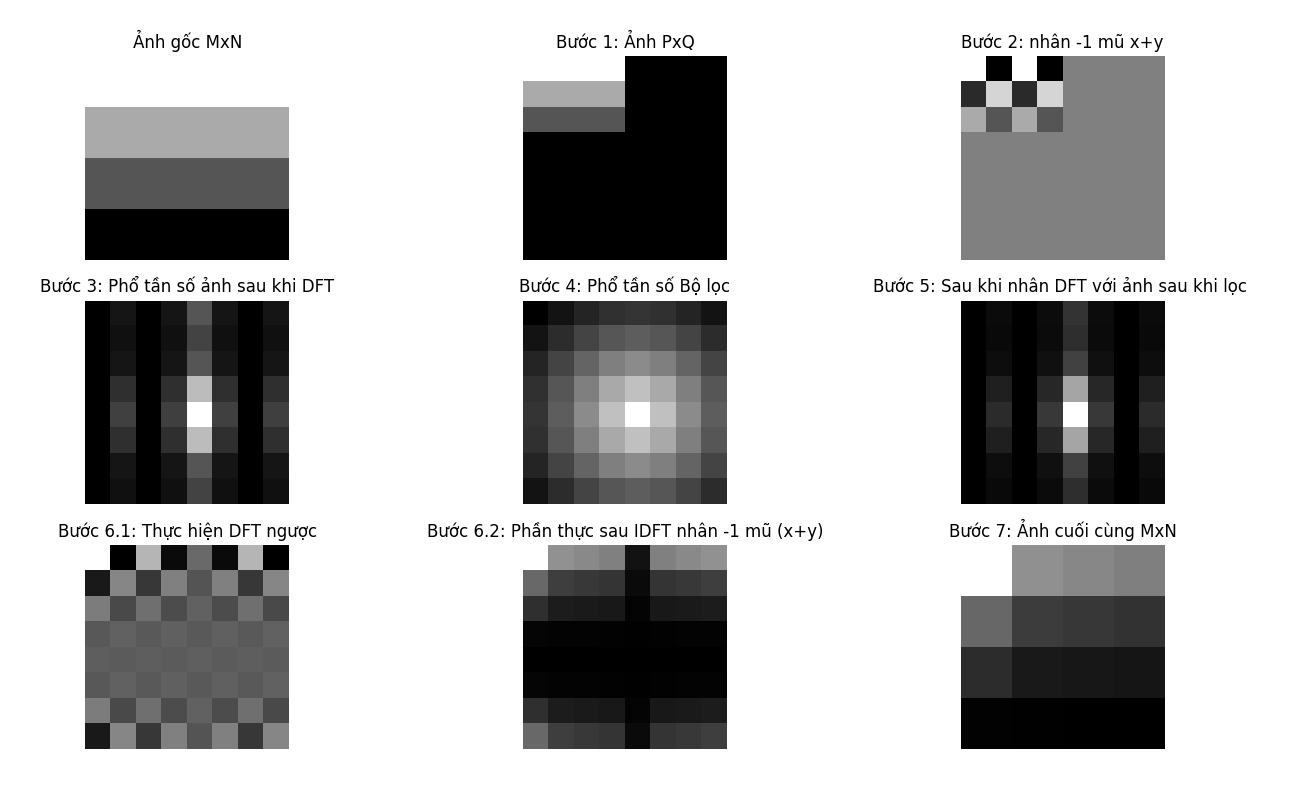 Ảnh gốc MxN
Bước 1: Ảnh PxQ
Bước 2: nhân -1 mũ x+y
Bước 3: Phổ tần số ảnh sau khi DFT
Bước 4: Phổ tần số Bộ lọc
Bước 5: Sau khi nhân DFT với ảnh sau khi lọc
Bước 6.1: Thực hiện DFT ngược
Bước 6.2: Phần thực sau IDFT nhân -1 mũ (x+y)
Bước 7: Ảnh cuối cùng MxN